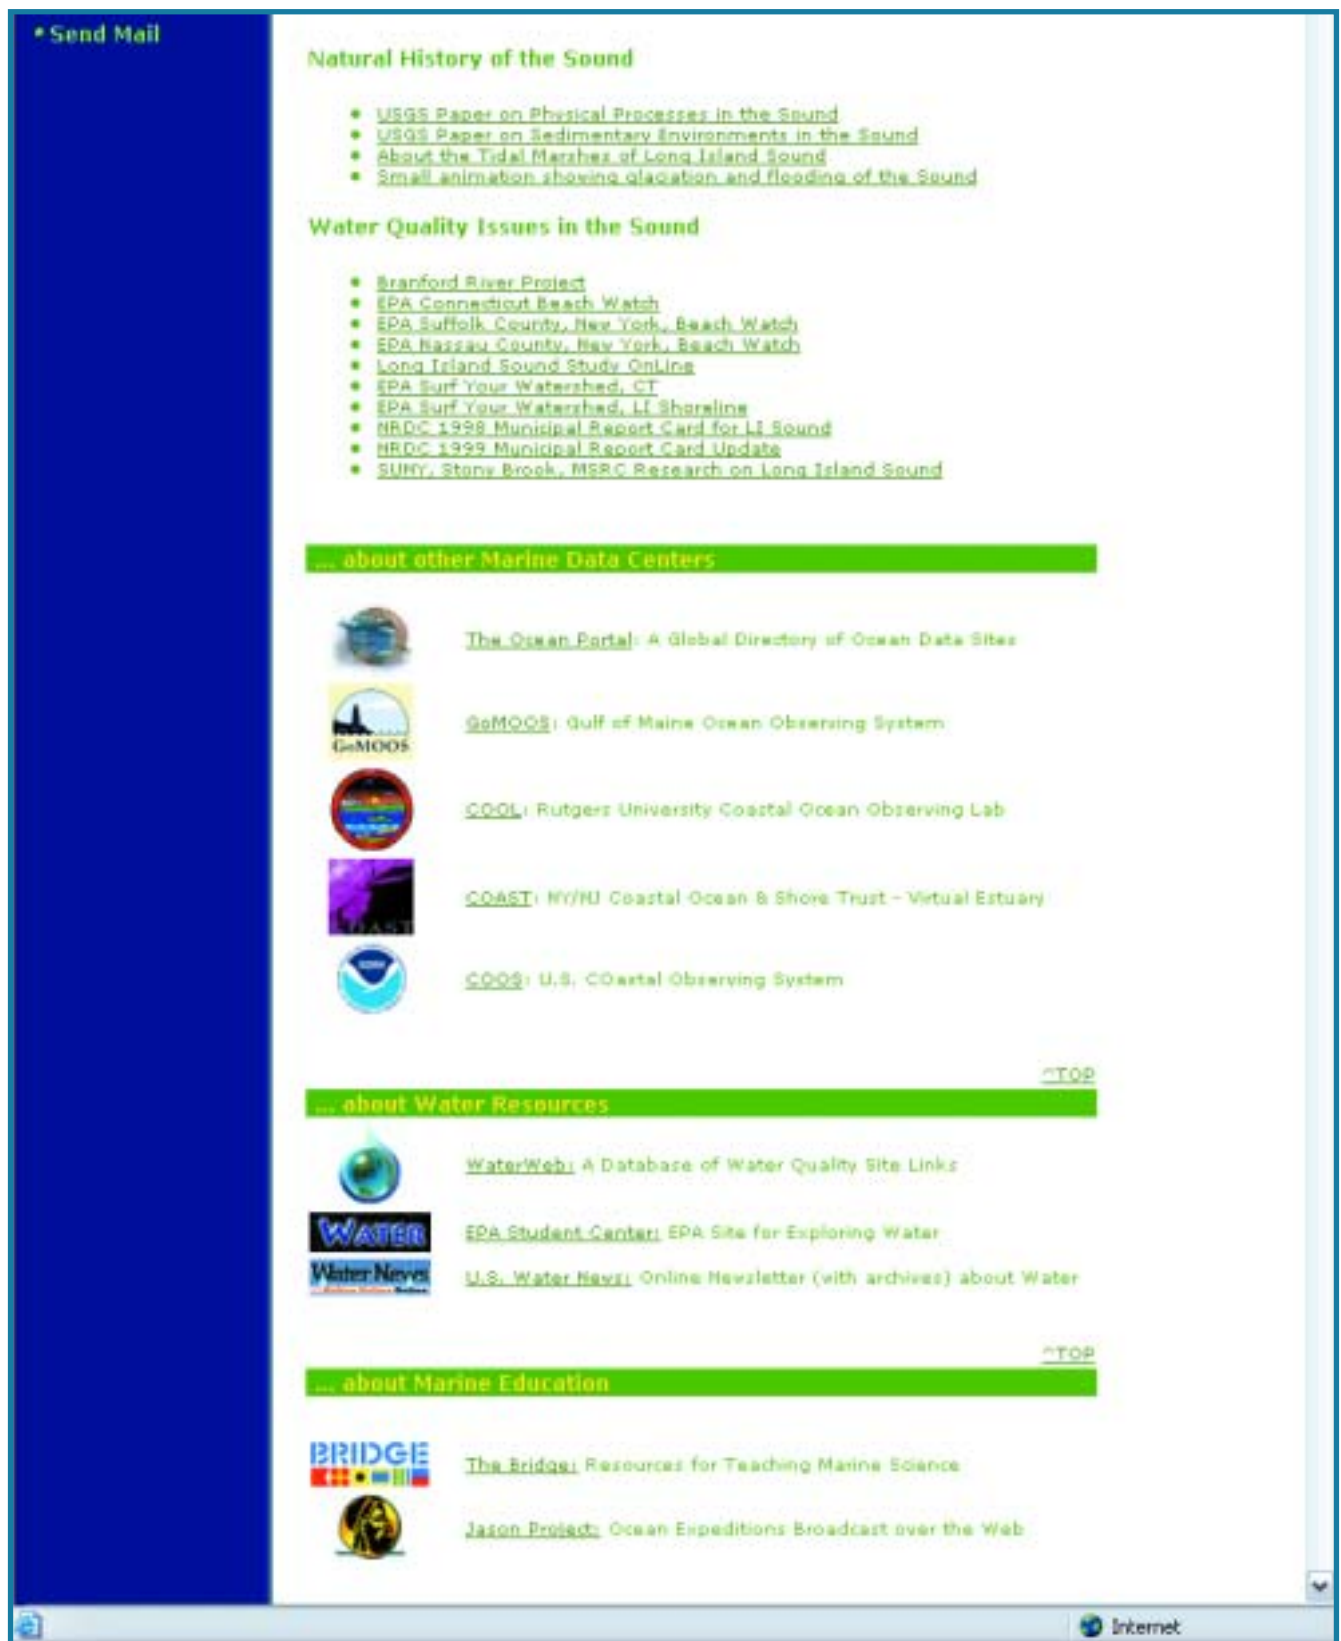 • Send Mail
Natural History of the Sound
• USGS Paper on Physical Processes in the Sound
• USGS Paper on Sedimentary Environments in the Sound
• About the Tidal Marshes of Long Island Sound
• Small animation showing glaciation and flooding of the Sound
Water Quality Issues in the Sound
• Branford River Project
• EPA Connecticut Beach Watch
• EPA Suffolk County, New York, Beach Watch
• EPA Nassau County, New York, Beach Watch
• Long Island Sound Study OnLine
• EPA Surf Your Watershed, CT
• EPA Surf Your Watershed, LI Shoreline
• NRDC 1998 Municipal Report Card for LI Sound
• NRDC 1999 Municipal Report Card Update
• SUNY, Stony Brook, MSRC Research on Long Island Sound
... about other Marine Data Centers
The Ocean Portal: A Global Directory of Ocean Data Sites
GoMOOS
GoMOOS: Gulf of Maine Ocean Observing System
COOL: Rutgers University Coastal Ocean Observing Lab
COAST
COAST: NY/NJ Coastal Ocean & Shore Trust - Virtual Estuary
COOS: U.S. COastal Observing System
^TOP
... about Water Resources
WaterWeb: A Database of Water Quality Site Links
WATER
EPA Student Center: EPA Site for Exploring Water
Water News
U.S. Water News: Online Newsletter (with archives) about Water
^TOP
... about Marine Education
BRIDGE
The Bridge: Resources for Teaching Marine Science
Jason Project: Ocean Expeditions Broadcast over the Web
Internet